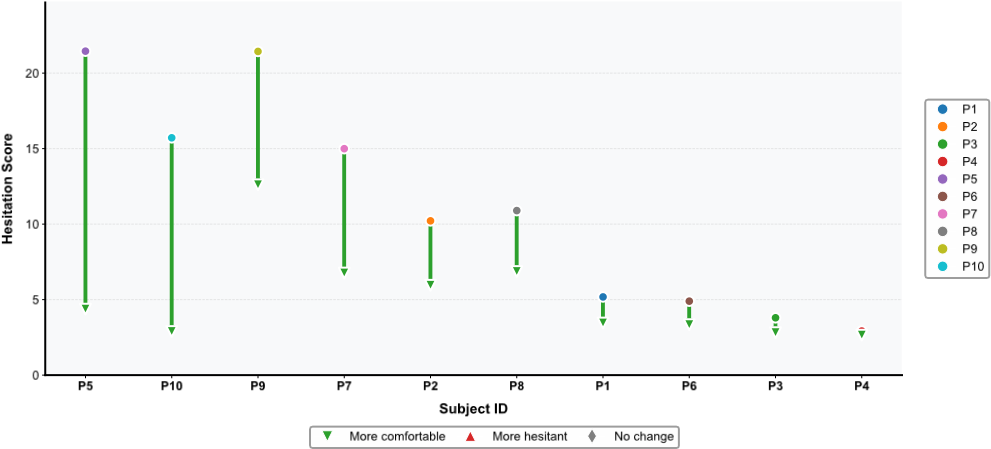 Hesitation Score
20
15
10
5
0
P5 P10 P9 P7 P2 P8 P1 P6 P3 P4
Subject ID
More comfortable More hesitant No change
P1
P2
P3
P4
P5
P6
P7
P8
P9
P10